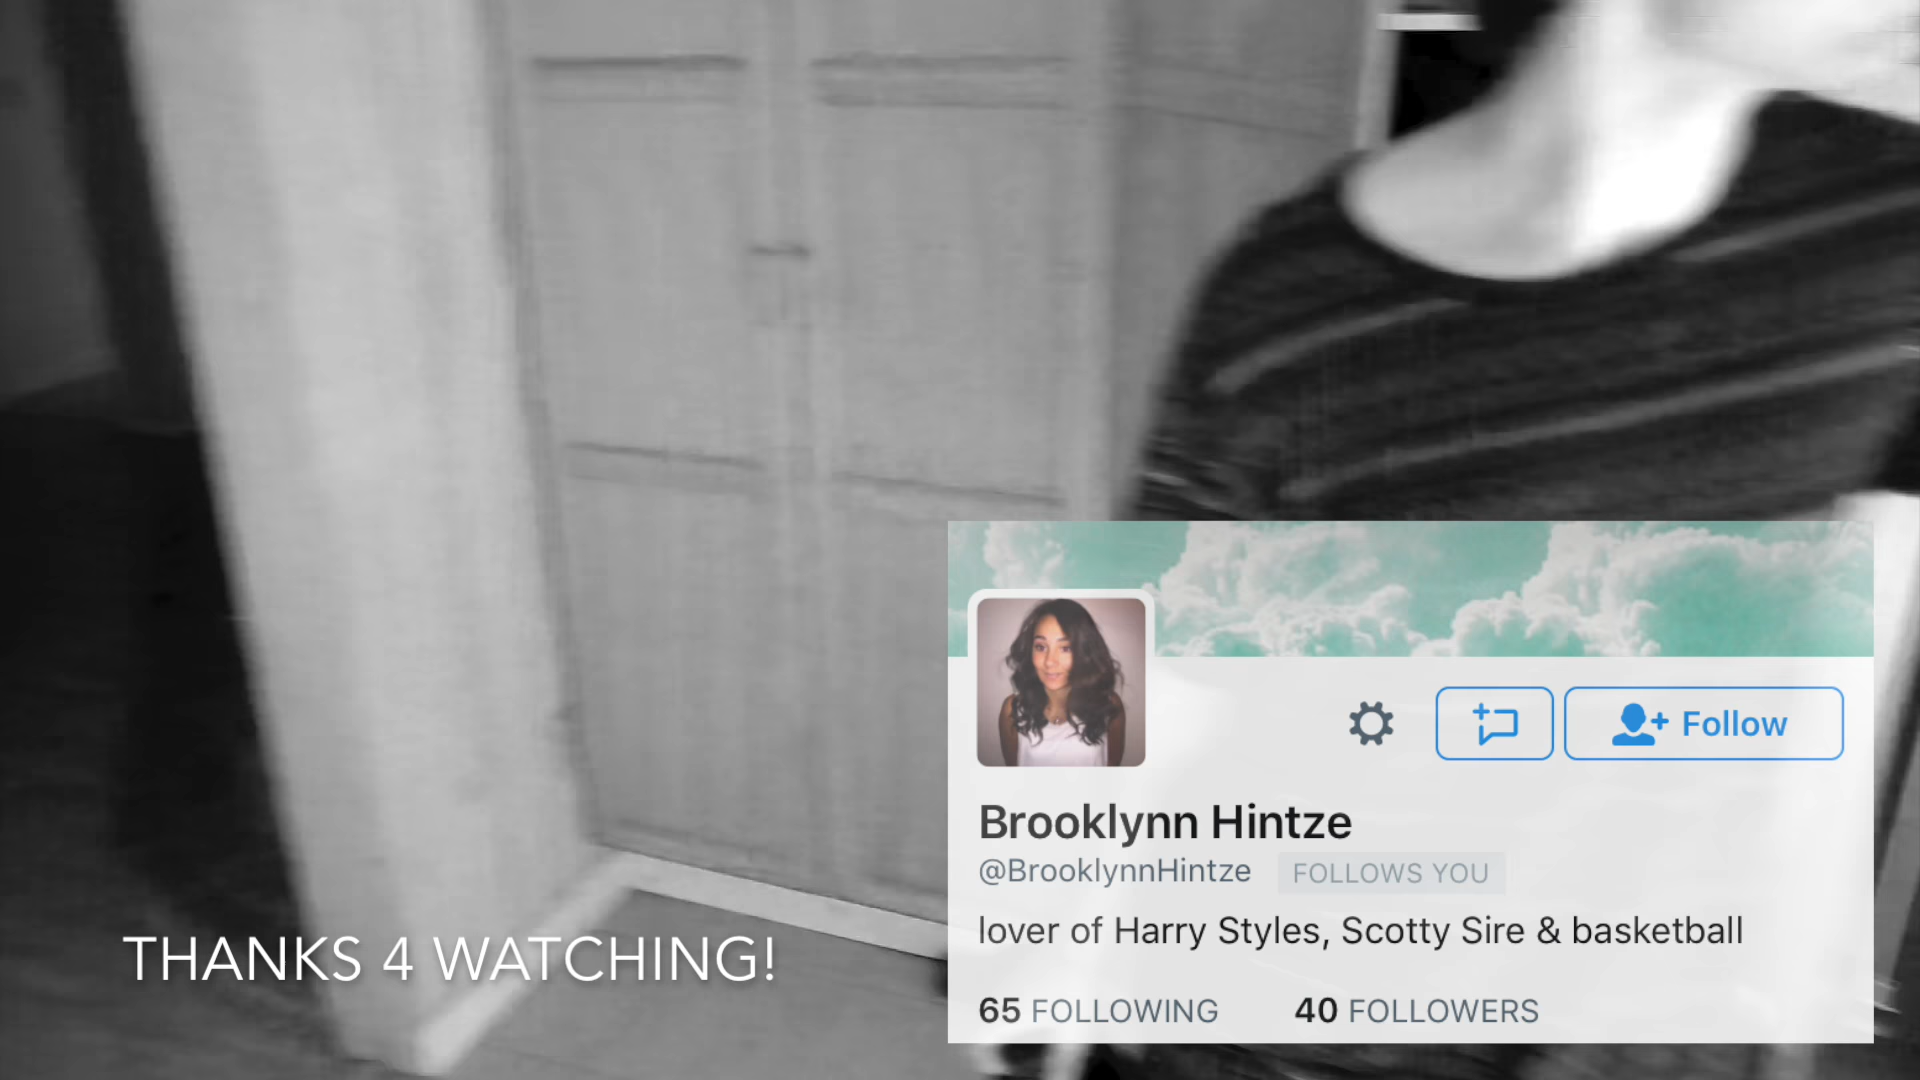 Follow
Brooklynn Hintze
@BrooklynnHintze FOLLOWS YOU
lover of Harry Styles, Scotty Sire & basketball
65 FOLLOWING 40 FOLLOWERS
THANKS 4 WATCHING!